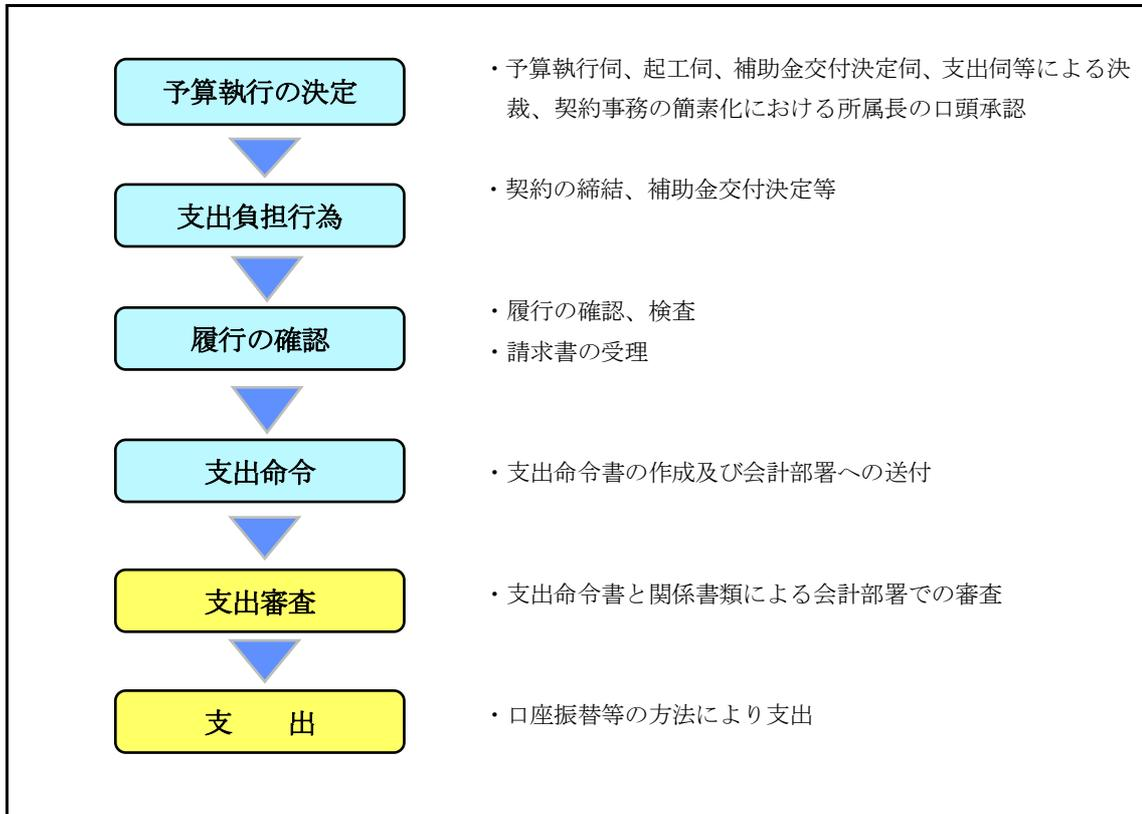 予算執行の決定
・予算執行伺、起工伺、補助金交付決定伺、支出伺等による決
裁、契約事務の簡素化における所属長の口頭承認
支出負担行為
・契約の締結、補助金交付決定等
履行の確認
・履行の確認、検査
・請求書の受理
支出命令
・支出命令書の作成及び会計部署への送付
支出審査
・支出命令書と関係書類による会計部署での審査
支　　出
・口座振替等の方法により支出